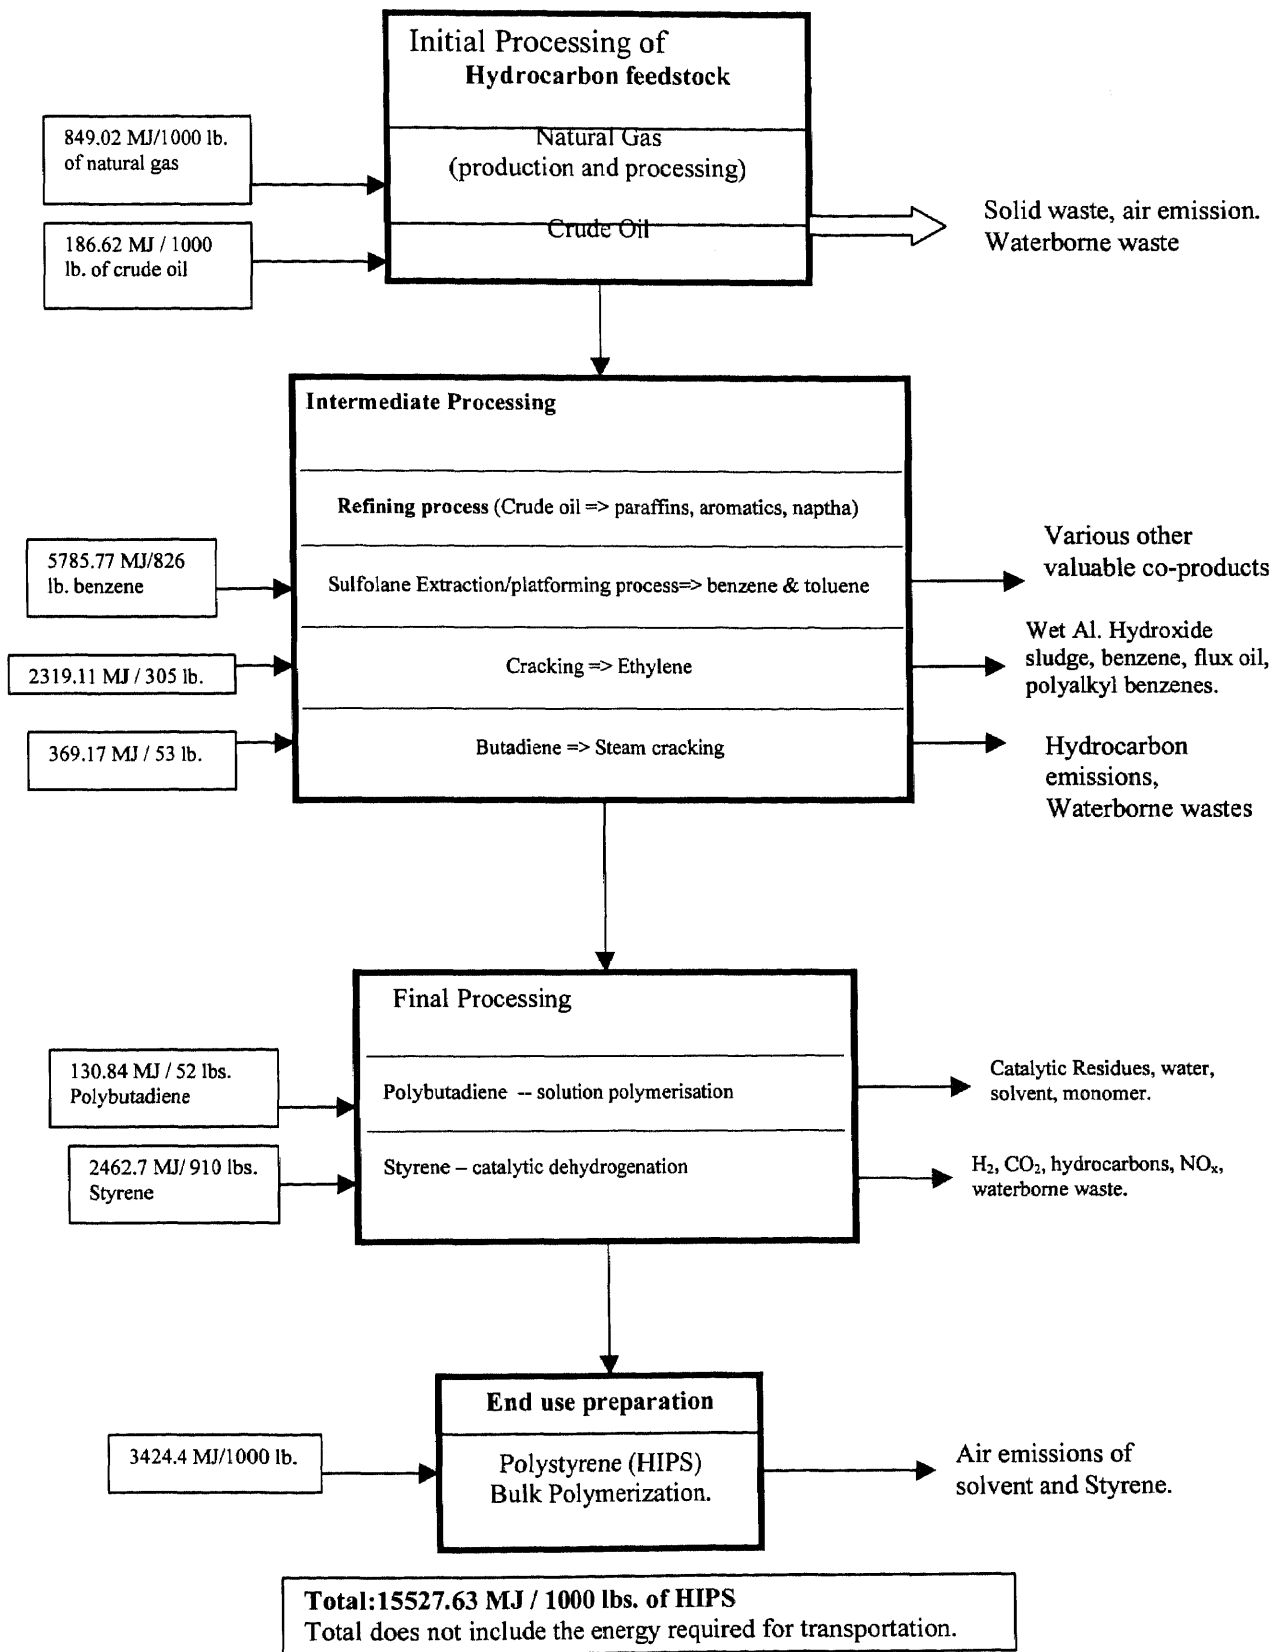 Initial Processing of
Hydrocarbon feedstock
849.02 MJ/1000 lb.
of natural gas
Natural Gas
(production and processing)
186.62 MJ / 1000
lb. of crude oil
Crude Oil
Solid waste, air emission.
Waterborne waste
Intermediate Processing
Refining process (Crude oil => paraffins, aromatics, naptha)
5785.77 MJ/826
lb. benzene
Sulfolane Extraction/platforming process=> benzene & toluene
Various other
valuable co-products
2319.11 MJ / 305 lb.
Cracking => Ethylene
Wet Al. Hydroxide
sludge, benzene, flux oil,
polyalkyl benzenes.
369.17 MJ / 53 lb.
Butadiene => Steam cracking
Hydrocarbon
emissions,
Waterborne wastes
Final Processing
130.84 MJ / 52 lbs.
Polybutadiene
Polybutadiene -- solution polymerisation
Catalytic Residues, water,
solvent, monomer.
2462.7 MJ/ 910 lbs.
Styrene
Styrene – catalytic dehydrogenation
H₂, CO₂, hydrocarbons, NOₓ,
waterborne waste.
End use preparation
3424.4 MJ/1000 lb.
Polystyrene (HIPS)
Bulk Polymerization.
Air emissions of
solvent and Styrene.
Total:15527.63 MJ / 1000 lbs. of HIPS
Total does not include the energy required for transportation.